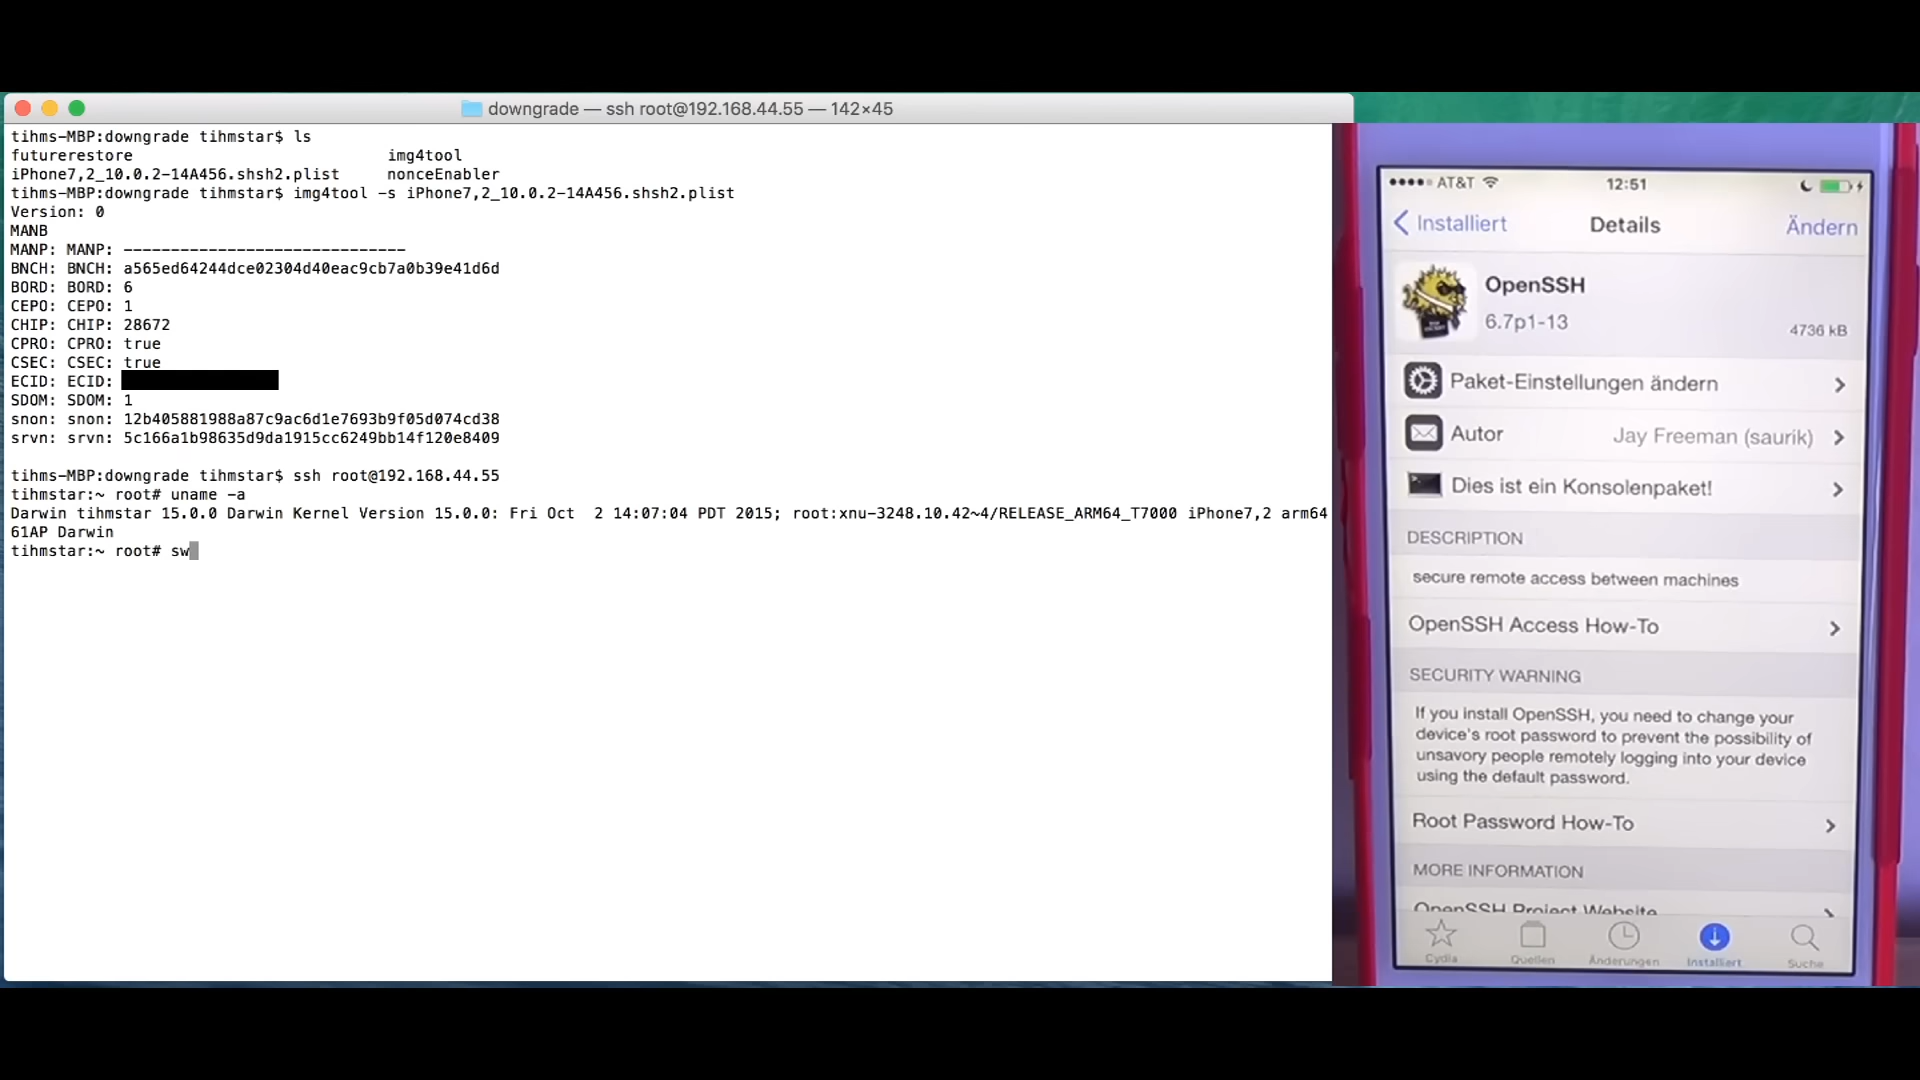 downgrade — ssh root@192.168.44.55 — 142×45
tihms-MBP:downgrade tihmstar$ ls
futurerestore img4tool
iPhone7,2_10.0.2-14A456.shsh2.plist nonceEnabler
tihms-MBP:downgrade tihmstar$ img4tool -s iPhone7,2_10.0.2-14A456.shsh2.plist
Version: 0
MANB
MANP: MANP: ------------------------------
BNCH: BNCH: a565ed64244dce02304d40eac9cb7a0b39e41d6d
BORD: BORD: 6
CEPO: CEPO: 1
CHIP: CHIP: 28672
CPRO: CPRO: true
CSEC: CSEC: true
ECID: ECID:
SDOM: SDOM: 1
snon: snon: 12b405881988a87c9ac6d1e7693b9f05d074cd38
srvn: srvn: 5c166a1b98635d9da1915cc6249bb14f120e8409
tihms-MBP:downgrade tihmstar$ ssh root@192.168.44.55
tihmstar:~ root# uname -a
Darwin tihmstar 15.0.0 Darwin Kernel Version 15.0.0: Fri Oct  2 14:07:04 PDT 2015; root:xnu-3248.10.42~4/RELEASE_ARM64_T7000 iPhone7,2 arm64
61AP Darwin
tihmstar:~ root# sw
AT&T 12:51
Installiert Details Ändern
OpenSSH
6.7p1-13 4736 kB
Paket-Einstellungen ändern
Autor Jay Freeman (saurik)
Dies ist ein Konsolenpaket!
DESCRIPTION
secure remote access between machines
OpenSSH Access How-To
SECURITY WARNING
If you install OpenSSH, you need to change your
device's root password to prevent the possibility of
unsavory people remotely logging into your device
using the default password.
Root Password How-To
MORE INFORMATION
OpenSSH Project Website
Cydia Quellen Änderungen Installiert Suche